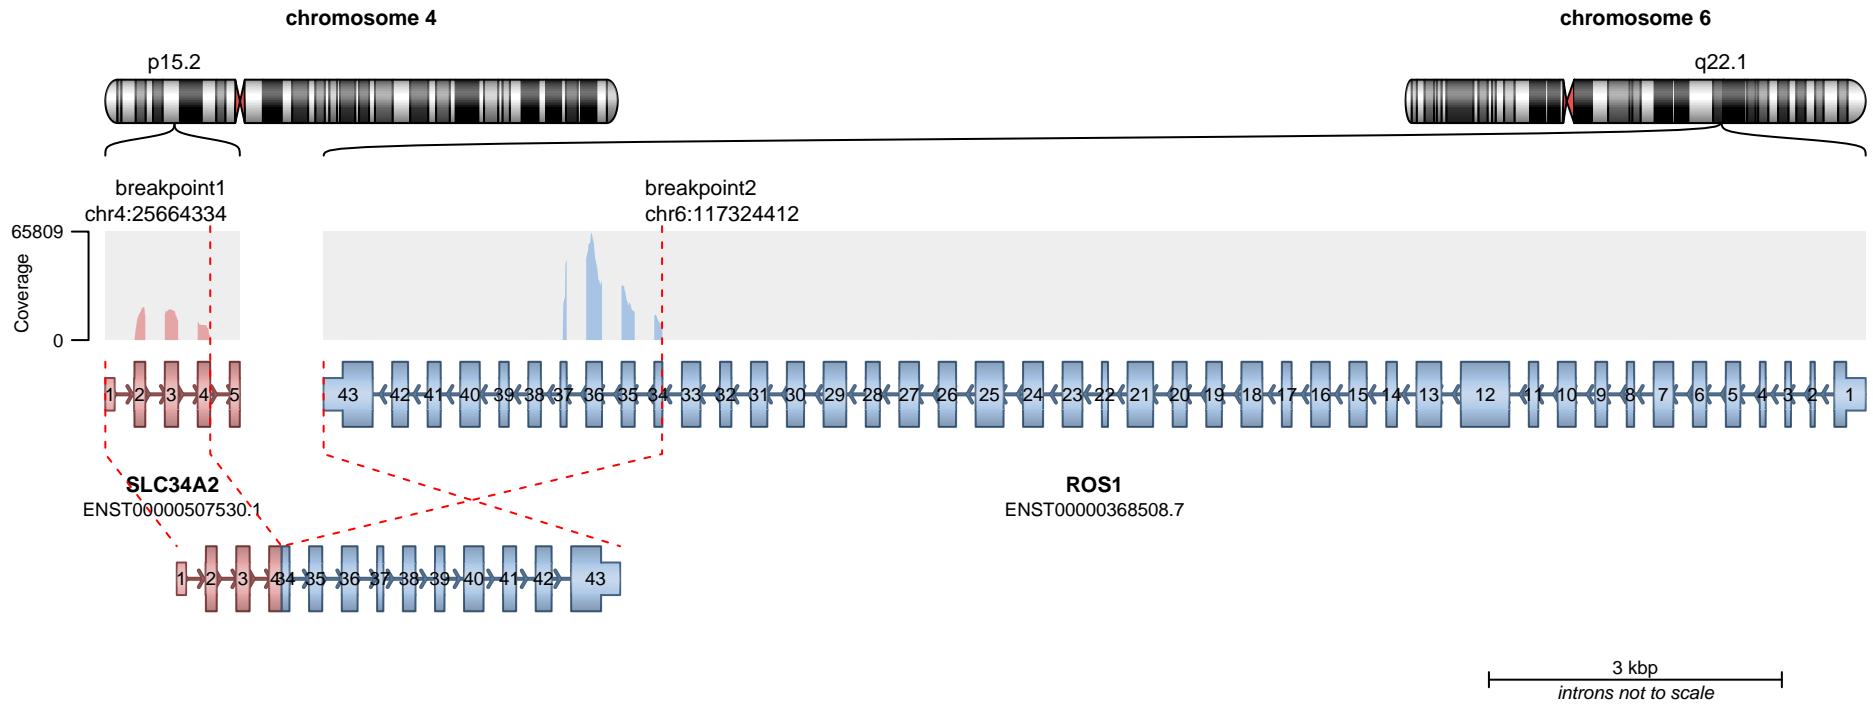 chromosome 4
chromosome 6
p15.2
q22.1
breakpoint1
chr4:25664334
breakpoint2
chr6:117324412
65809
Coverage
0
1 2 3 4 5
43 42 41 40 39 38 37 36 35 34 33 32 31 30 29 28 27 26 25 24 23 22 21 20 19 18 17 16 15 14 13 12 11 10 9 8 7 6 5 4 3 2 1
SLC34A2
ENST00000507530.1
ROS1
ENST00000368508.7
1 2 3 4 34 35 36 37 38 39 40 41 42 43
3 kbp
introns not to scale